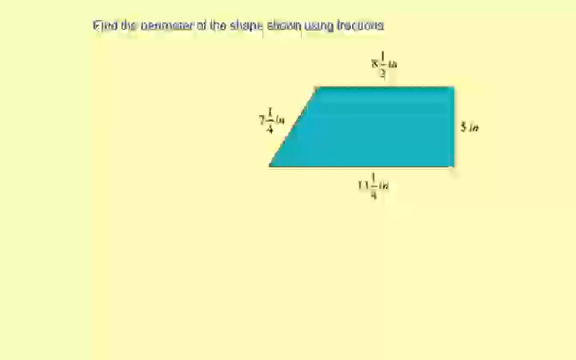 Find the perimeter of the shape shown using fractions
8 1/2 in
7 1/4 in
5 in
11 1/4 in